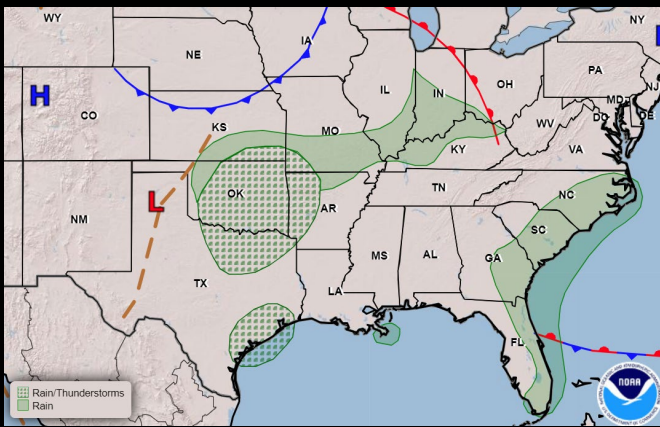 WY
NE
IA
NY
PA
NJ
OH
IN
IL
MD
DE
DC
H
CO
KS
MO
WV
VA
KY
L
OK
TN
NC
NM
AR
SC
TX
MS
AL
GA
LA
FL
Rain/Thunderstorms
Rain
NOAA